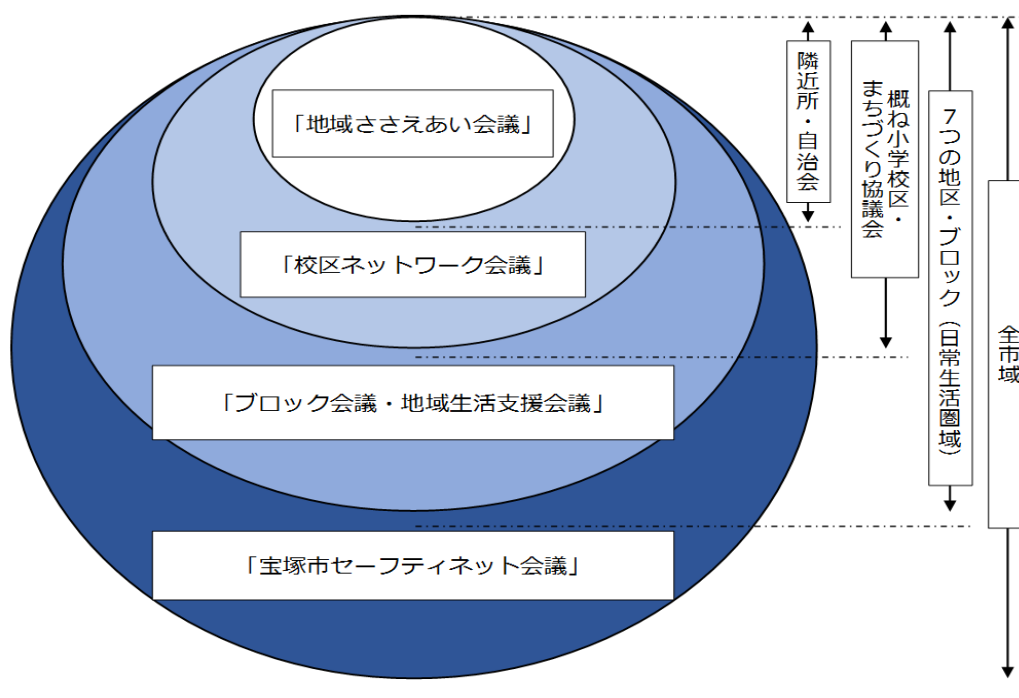 「地域ささえあい会議」
「校区ネットワーク会議」
「ブロック会議・地域生活支援会議」
「宝塚市セーフティネット会議」
隣近所・自治会
概ね小学校区・
まちづくり協議会
７つの地区・ブロック（日常生活圏域）
全市域